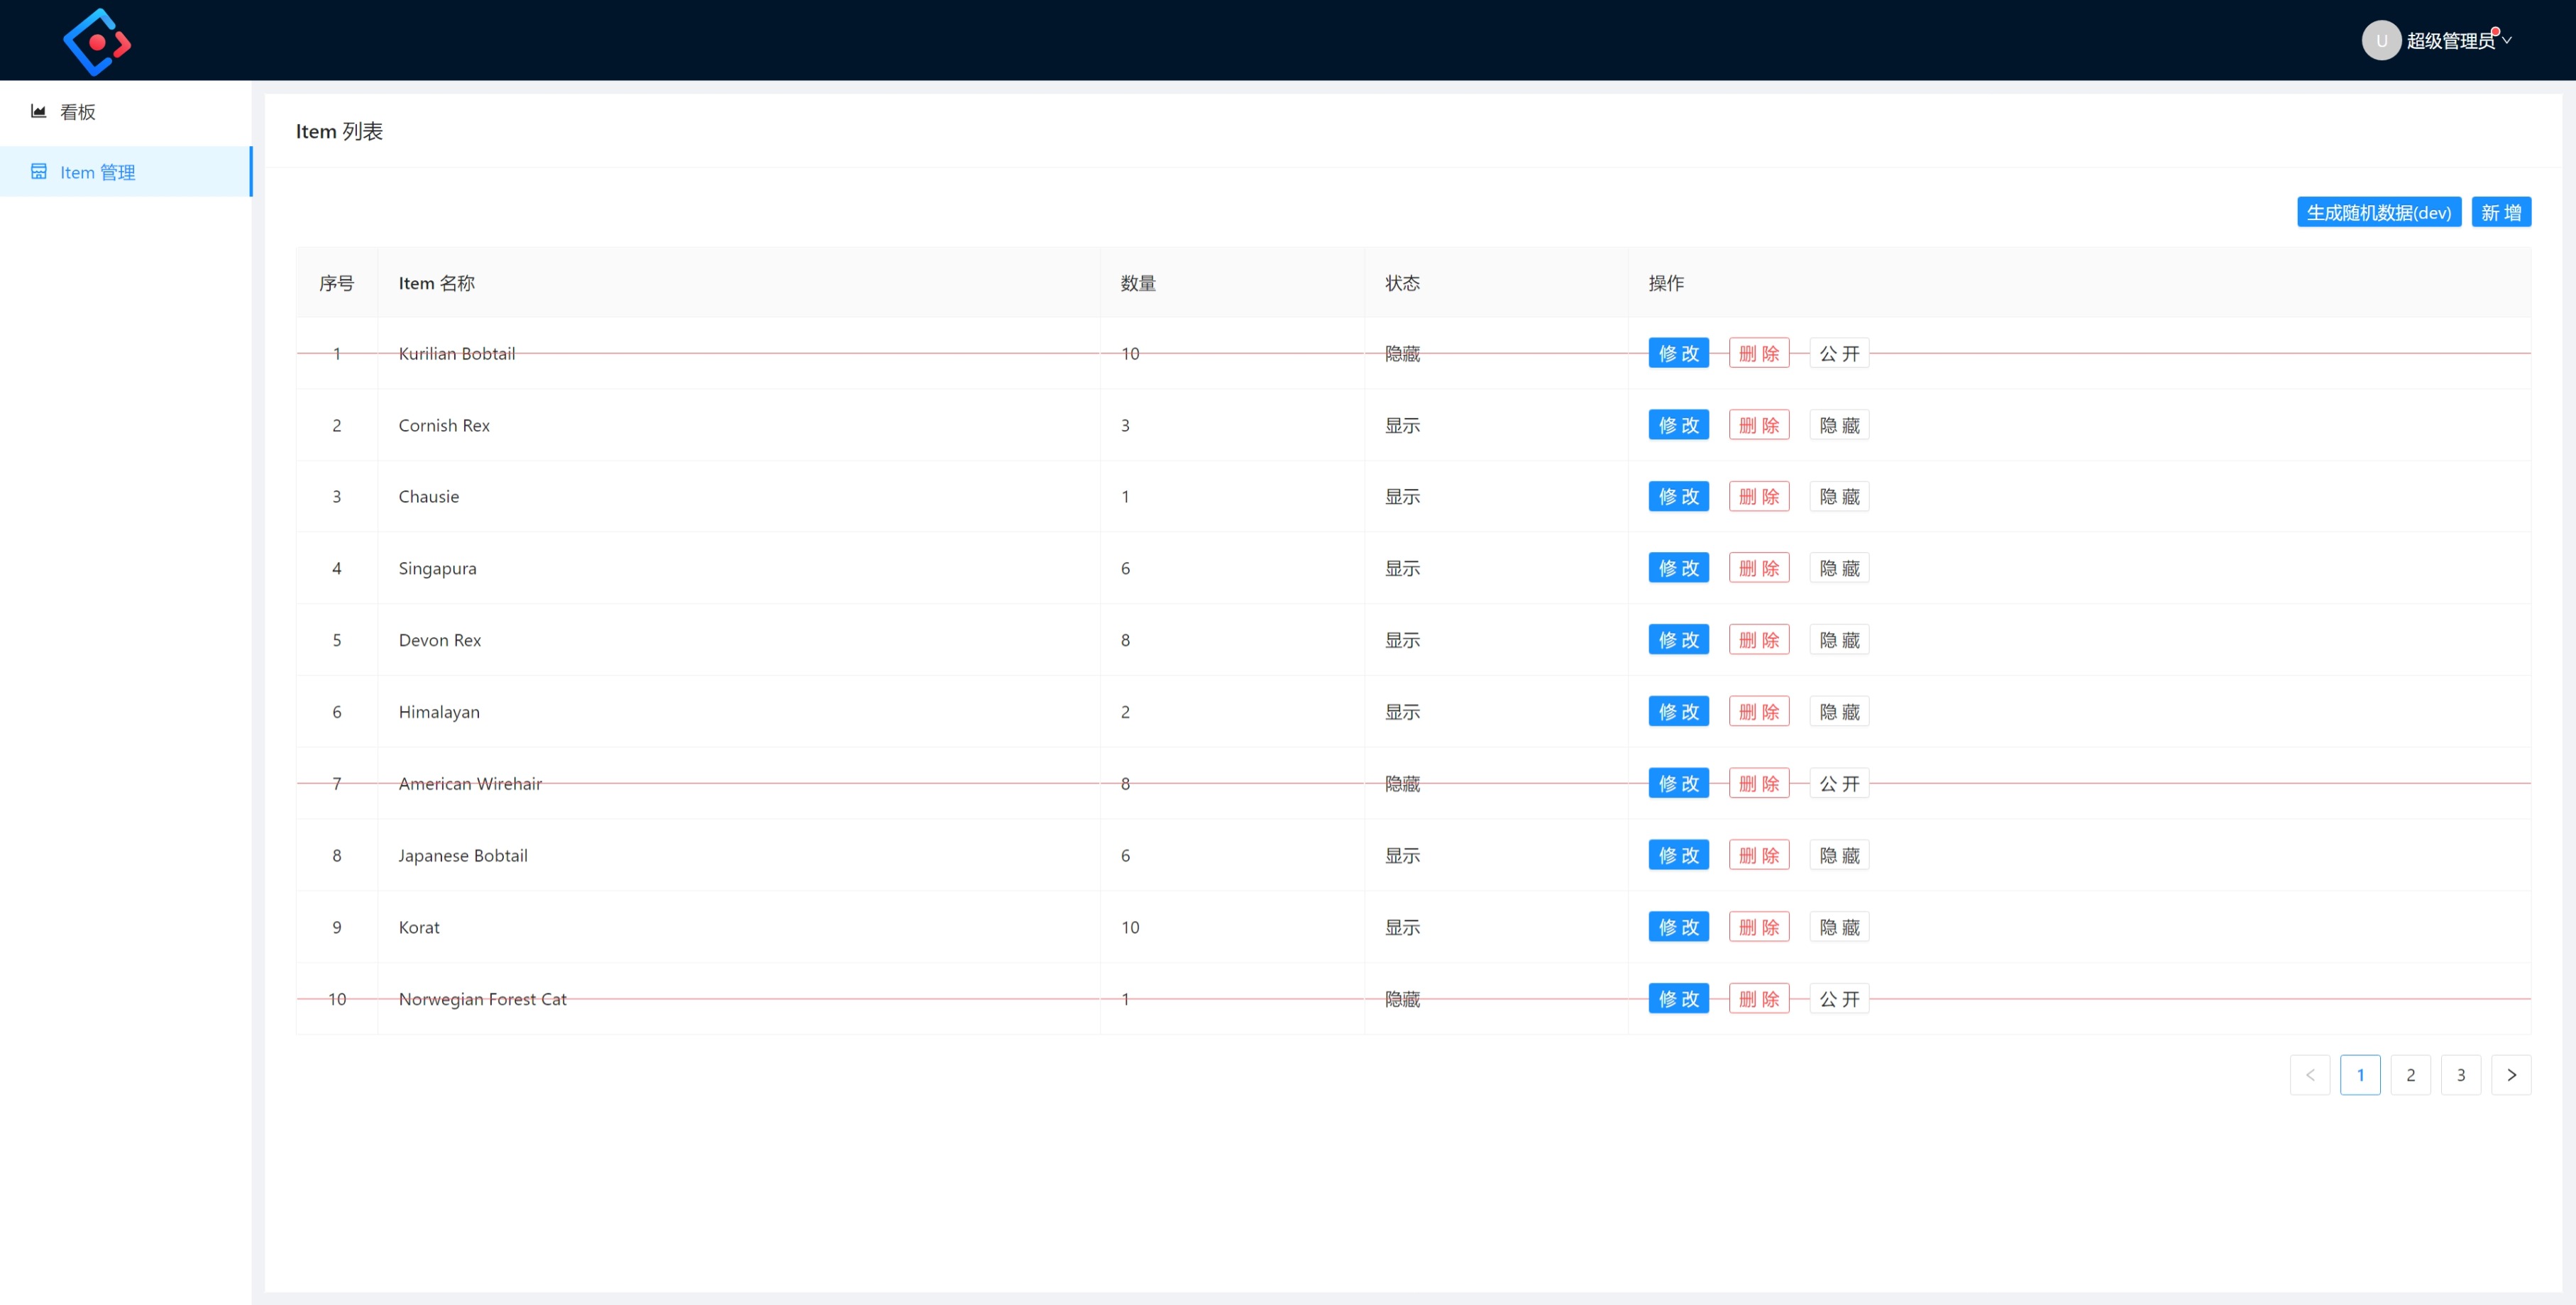 U 超级管理员
看板
Item 管理
Item 列表
生成随机数据(dev) 新 增
序号 Item 名称 数量 状态 操作
1 Kurilian Bobtail 10 隐藏 修 改 删 除 公 开
2 Cornish Rex 3 显示 修 改 删 除 隐 藏
3 Chausie 1 显示 修 改 删 除 隐 藏
4 Singapura 6 显示 修 改 删 除 隐 藏
5 Devon Rex 8 显示 修 改 删 除 隐 藏
6 Himalayan 2 显示 修 改 删 除 隐 藏
7 American Wirehair 8 隐藏 修 改 删 除 公 开
8 Japanese Bobtail 6 显示 修 改 删 除 隐 藏
9 Korat 10 显示 修 改 删 除 隐 藏
10 Norwegian Forest Cat 1 隐藏 修 改 删 除 公 开
< 1 2 3 >